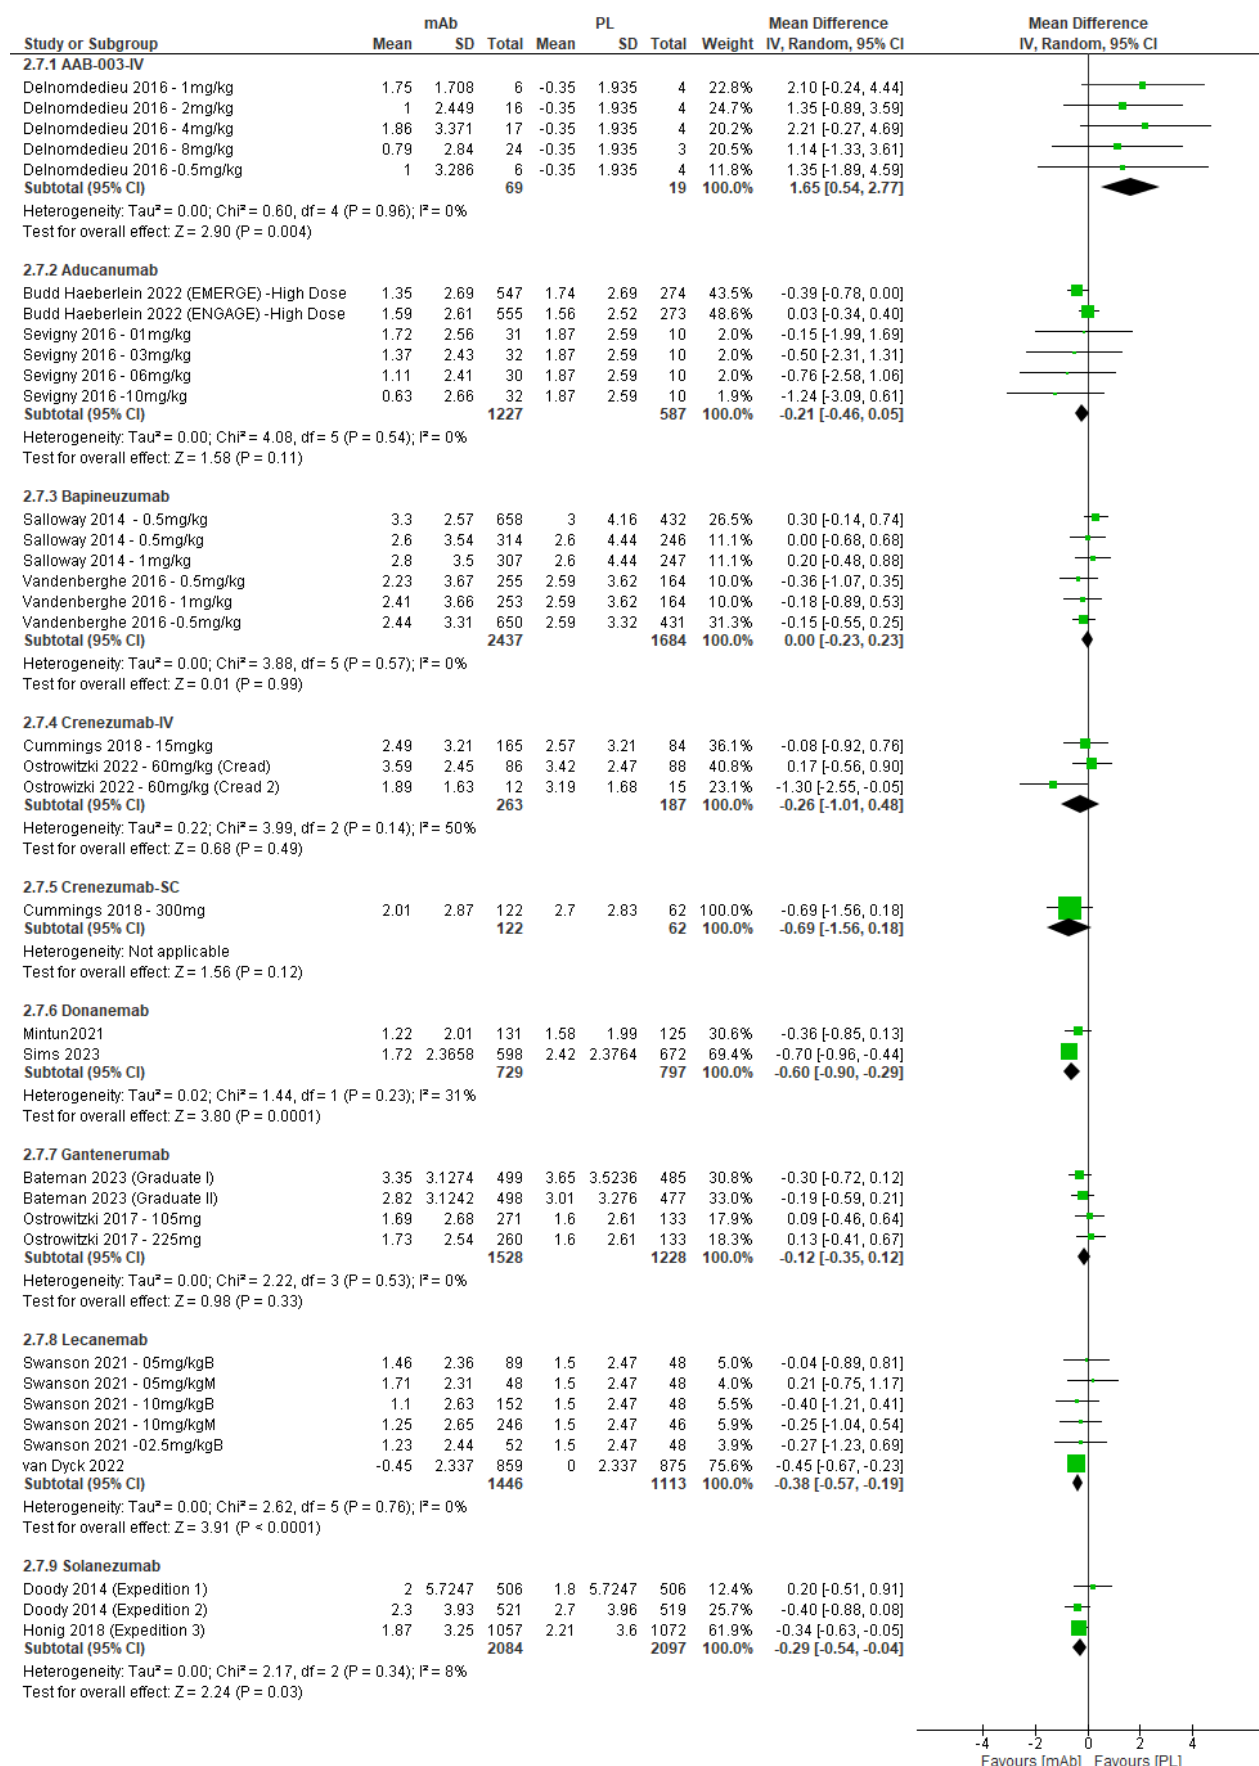 mAb PL Mean Difference Mean Difference
Study or Subgroup Mean SD Total Mean SD Total Weight IV, Random, 95% CI IV, Random, 95% CI
2.7.1 AAB-003-IV
Delnomdedieu 2016 - 1mg/kg 1.75 1.708 6 -0.35 1.935 4 22.8% 2.10 [-0.24, 4.44]
Delnomdedieu 2016 - 2mg/kg 1 2.449 16 -0.35 1.935 4 24.7% 1.35 [-0.89, 3.59]
Delnomdedieu 2016 - 4mg/kg 1.86 3.371 17 -0.35 1.935 4 20.2% 2.21 [-0.27, 4.69]
Delnomdedieu 2016 - 8mg/kg 0.79 2.84 24 -0.35 1.935 3 20.5% 1.14 [-1.33, 3.61]
Delnomdedieu 2016 -0.5mg/kg 1 3.286 6 -0.35 1.935 4 11.8% 1.35 [-1.89, 4.59]
Subtotal (95% CI) 69 19 100.0% 1.65 [0.54, 2.77]
Heterogeneity: Tau² = 0.00; Chi² = 0.60, df = 4 (P = 0.96); I² = 0%
Test for overall effect: Z = 2.90 (P = 0.004)
2.7.2 Aducanumab
Budd Haeberlein 2022 (EMERGE) -High Dose 1.35 2.69 547 1.74 2.69 274 43.5% -0.39 [-0.78, 0.00]
Budd Haeberlein 2022 (ENGAGE) -High Dose 1.59 2.61 555 1.56 2.52 273 48.6% 0.03 [-0.34, 0.40]
Sevigny 2016 - 01mg/kg 1.72 2.56 31 1.87 2.59 10 2.0% -0.15 [-1.99, 1.69]
Sevigny 2016 - 03mg/kg 1.37 2.43 32 1.87 2.59 10 2.0% -0.50 [-2.31, 1.31]
Sevigny 2016 - 06mg/kg 1.11 2.41 30 1.87 2.59 10 2.0% -0.76 [-2.58, 1.06]
Sevigny 2016 -10mg/kg 0.63 2.66 32 1.87 2.59 10 1.9% -1.24 [-3.09, 0.61]
Subtotal (95% CI) 1227 587 100.0% -0.21 [-0.46, 0.05]
Heterogeneity: Tau² = 0.00; Chi² = 4.08, df = 5 (P = 0.54); I² = 0%
Test for overall effect: Z = 1.58 (P = 0.11)
2.7.3 Bapineuzumab
Salloway 2014 - 0.5mg/kg 3.3 2.57 658 3 4.16 432 26.5% 0.30 [-0.14, 0.74]
Salloway 2014 - 0.5mg/kg 2.6 3.54 314 2.6 4.44 246 11.1% 0.00 [-0.68, 0.68]
Salloway 2014 - 1mg/kg 2.8 3.5 307 2.6 4.44 247 11.1% 0.20 [-0.48, 0.88]
Vandenberghe 2016 - 0.5mg/kg 2.23 3.67 255 2.59 3.62 164 10.0% -0.36 [-1.07, 0.35]
Vandenberghe 2016 - 1mg/kg 2.41 3.66 253 2.59 3.62 164 10.0% -0.18 [-0.89, 0.53]
Vandenberghe 2016 -0.5mg/kg 2.44 3.31 650 2.59 3.32 431 31.3% -0.15 [-0.55, 0.25]
Subtotal (95% CI) 2437 1684 100.0% 0.00 [-0.23, 0.23]
Heterogeneity: Tau² = 0.00; Chi² = 3.88, df = 5 (P = 0.57); I² = 0%
Test for overall effect: Z = 0.01 (P = 0.99)
2.7.4 Crenezumab-IV
Cummings 2018 - 15mgkg 2.49 3.21 165 2.57 3.21 84 36.1% -0.08 [-0.92, 0.76]
Ostrowitzki 2022 - 60mg/kg (Cread) 3.59 2.45 86 3.42 2.47 88 40.8% 0.17 [-0.56, 0.90]
Ostrowizki 2022 - 60mg/kg (Cread 2) 1.89 1.63 12 3.19 1.68 15 23.1% -1.30 [-2.55, -0.05]
Subtotal (95% CI) 263 187 100.0% -0.26 [-1.01, 0.48]
Heterogeneity: Tau² = 0.22; Chi² = 3.99, df = 2 (P = 0.14); I² = 50%
Test for overall effect: Z = 0.68 (P = 0.49)
2.7.5 Crenezumab-SC
Cummings 2018 - 300mg 2.01 2.87 122 2.7 2.83 62 100.0% -0.69 [-1.56, 0.18]
Subtotal (95% CI) 122 62 100.0% -0.69 [-1.56, 0.18]
Heterogeneity: Not applicable
Test for overall effect: Z = 1.56 (P = 0.12)
2.7.6 Donanemab
Mintun2021 1.22 2.01 131 1.58 1.99 125 30.6% -0.36 [-0.85, 0.13]
Sims 2023 1.72 2.3658 598 2.42 2.3764 672 69.4% -0.70 [-0.96, -0.44]
Subtotal (95% CI) 729 797 100.0% -0.60 [-0.90, -0.29]
Heterogeneity: Tau² = 0.02; Chi² = 1.44, df = 1 (P = 0.23); I² = 31%
Test for overall effect: Z = 3.80 (P = 0.0001)
2.7.7 Gantenerumab
Bateman 2023 (Graduate I) 3.35 3.1274 499 3.65 3.5236 485 30.8% -0.30 [-0.72, 0.12]
Bateman 2023 (Graduate II) 2.82 3.1242 498 3.01 3.276 477 33.0% -0.19 [-0.59, 0.21]
Ostrowitzki 2017 - 105mg 1.69 2.68 271 1.6 2.61 133 17.9% 0.09 [-0.46, 0.64]
Ostrowitzki 2017 - 225mg 1.73 2.54 260 1.6 2.61 133 18.3% 0.13 [-0.41, 0.67]
Subtotal (95% CI) 1528 1228 100.0% -0.12 [-0.35, 0.12]
Heterogeneity: Tau² = 0.00; Chi² = 2.22, df = 3 (P = 0.53); I² = 0%
Test for overall effect: Z = 0.98 (P = 0.33)
2.7.8 Lecanemab
Swanson 2021 - 05mg/kgB 1.46 2.36 89 1.5 2.47 48 5.0% -0.04 [-0.89, 0.81]
Swanson 2021 - 05mg/kgM 1.71 2.31 48 1.5 2.47 48 4.0% 0.21 [-0.75, 1.17]
Swanson 2021 - 10mg/kgB 1.1 2.63 152 1.5 2.47 48 5.5% -0.40 [-1.21, 0.41]
Swanson 2021 - 10mg/kgM 1.25 2.65 246 1.5 2.47 46 5.9% -0.25 [-1.04, 0.54]
Swanson 2021 -02.5mg/kgB 1.23 2.44 52 1.5 2.47 48 3.9% -0.27 [-1.23, 0.69]
van Dyck 2022 -0.45 2.337 859 0 2.337 875 75.6% -0.45 [-0.67, -0.23]
Subtotal (95% CI) 1446 1113 100.0% -0.38 [-0.57, -0.19]
Heterogeneity: Tau² = 0.00; Chi² = 2.62, df = 5 (P = 0.76); I² = 0%
Test for overall effect: Z = 3.91 (P < 0.0001)
2.7.9 Solanezumab
Doody 2014 (Expedition 1) 2 5.7247 506 1.8 5.7247 506 12.4% 0.20 [-0.51, 0.91]
Doody 2014 (Expedition 2) 2.3 3.93 521 2.7 3.96 519 25.7% -0.40 [-0.88, 0.08]
Honig 2018 (Expedition 3) 1.87 3.25 1057 2.21 3.6 1072 61.9% -0.34 [-0.63, -0.05]
Subtotal (95% CI) 2084 2097 100.0% -0.29 [-0.54, -0.04]
Heterogeneity: Tau² = 0.00; Chi² = 2.17, df = 2 (P = 0.34); I² = 8%
Test for overall effect: Z = 2.24 (P = 0.03)
-4 -2 0 2 4
Favours [mAb] Favours [PL]